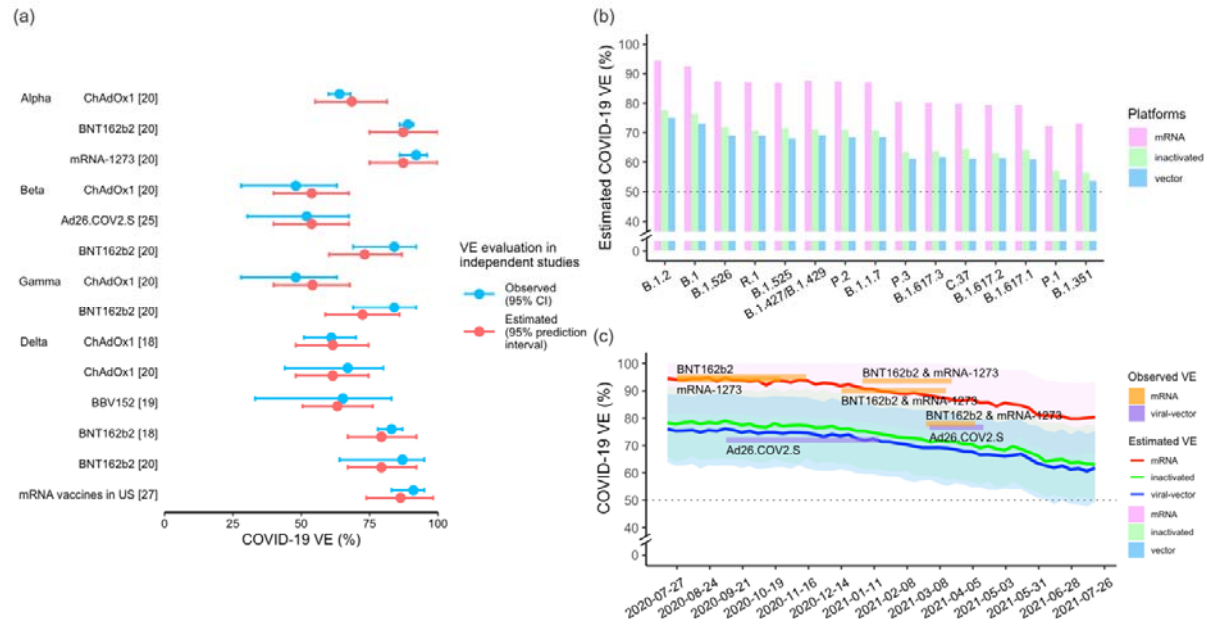 (a)
Alpha ChAdOx1 [20]
BNT162b2 [20]
mRNA-1273 [20]
Beta ChAdOx1 [20]
Ad26.COV2.S [25]
BNT162b2 [20]
Gamma ChAdOx1 [20]
BNT162b2 [20]
Delta ChAdOx1 [18]
ChAdOx1 [20]
BBV152 [19]
BNT162b2 [18]
BNT162b2 [20]
mRNA vaccines in US [27]
0 25 50 75 100
COVID-19 VE (%)
VE evaluation in
independent studies
Observed
(95% CI)
Estimated
(95% prediction
interval)
(b)
Estimated COVID-19 VE (%)
100
90
80
70
60
50
40
0
B.1.2
B.1
B.1.526
R.1
B.1.525
B.1.427/B.1.429
P.2
B.1.1.7
P.3
B.1.617.3
C.37
B.1.617.2
B.1.617.1
P.1
B.1.351
Platforms
mRNA
inactivated
vector
(c)
COVID-19 VE (%)
100
90
80
70
60
50
40
0
BNT162b2
mRNA-1273
BNT162b2 & mRNA-1273
BNT162b2 & mRNA-1273
BNT162b2 & mRNA-1273
Ad26.COV2.S
Ad26.COV2.S
2020-07-27
2020-08-24
2020-09-21
2020-10-19
2020-11-16
2020-12-14
2021-01-11
2021-02-08
2021-03-08
2021-04-05
2021-05-03
2021-05-31
2021-06-28
2021-07-26
Observed VE
mRNA
viral-vector
Estimated VE
mRNA
inactivated
viral-vector
mRNA
inactivated
vector